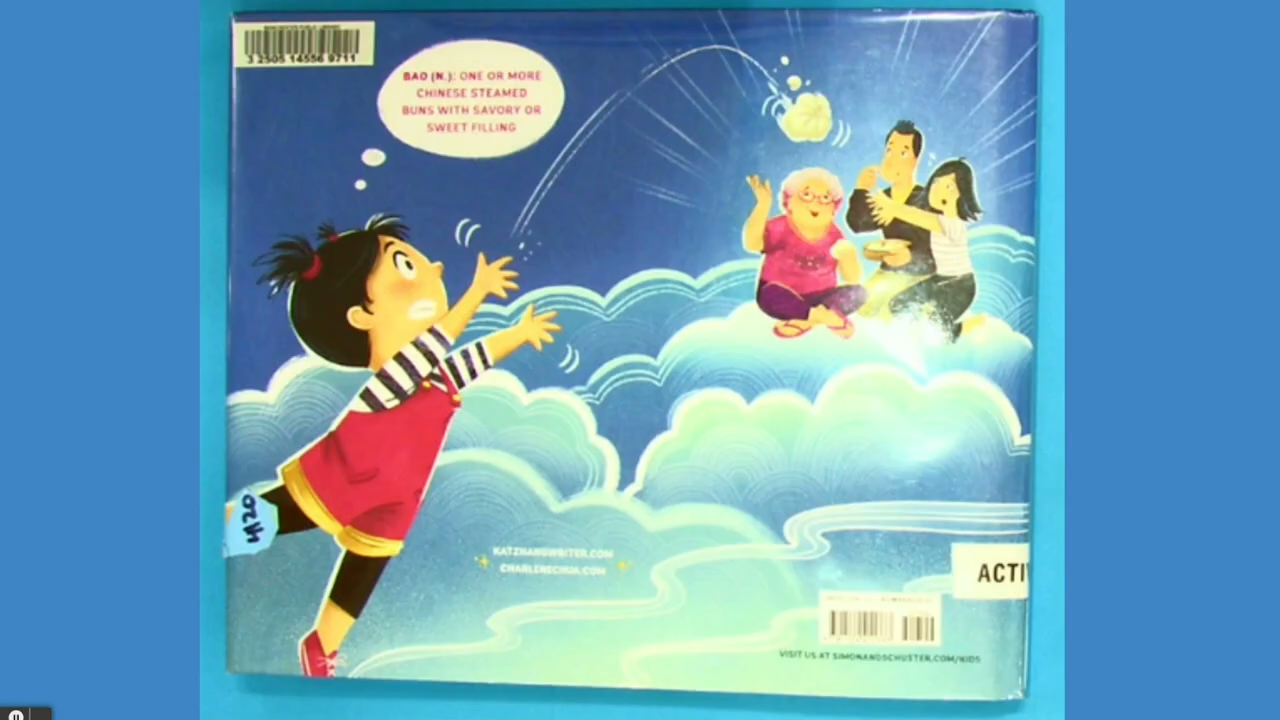 3 2505 14556 9711
BAO (N.): ONE OR MORE
CHINESE STEAMED
BUNS WITH SAVORY OR
SWEET FILLING
4120
KATZHANGWRITER.COM
CHARLENECHUA.COM
ACTI
VISIT US AT SIMONANDSCHUSTER.COM/KIDS